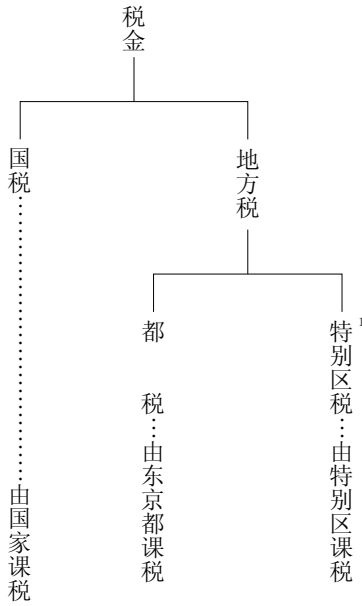 税金
国税……………………………由国家课税
地方税
都　　税…由东京都课税
特别区税…由特别区课税
1